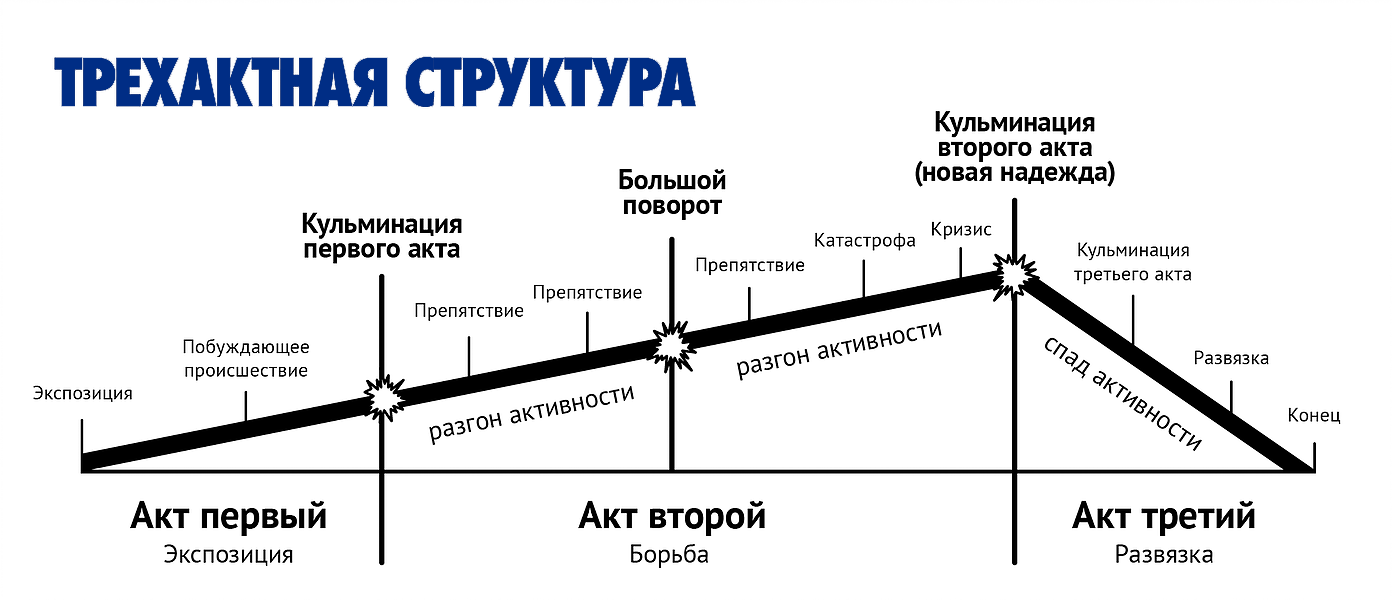 ТРЕХАКТНАЯ СТРУКТУРА
Экспозиция
Побуждающее
происшествие
Кульминация
первого акта
Препятствие
Препятствие
Большой
поворот
Препятствие
Катастрофа
Кризис
Кульминация
второго акта
(новая надежда)
Кульминация
третьего акта
Развязка
Конец
разгон активности
разгон активности
спад активности
Акт первый
Экспозиция
Акт второй
Борьба
Акт третий
Развязка